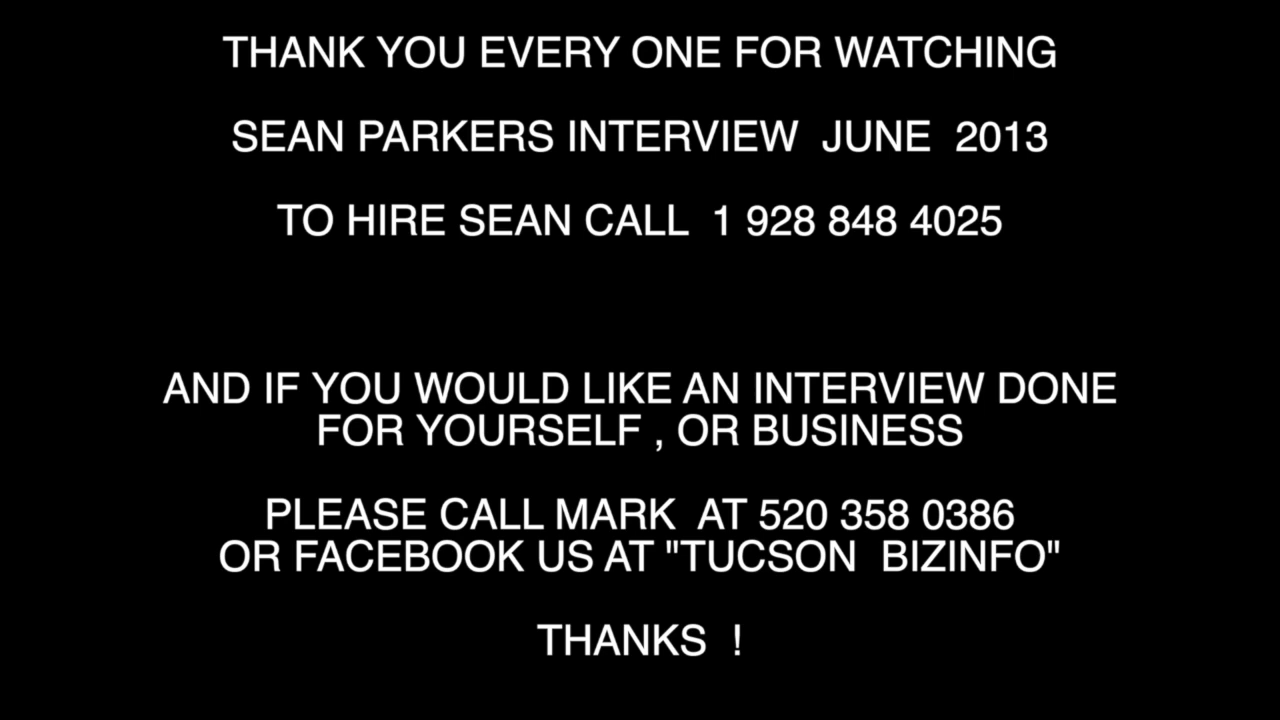 THANK YOU EVERY ONE FOR WATCHING
SEAN PARKERS INTERVIEW  JUNE  2013
TO HIRE SEAN CALL  1 928 848 4025
AND IF YOU WOULD LIKE AN INTERVIEW DONE
FOR YOURSELF , OR BUSINESS
PLEASE CALL MARK  AT 520 358 0386
OR FACEBOOK US AT "TUCSON  BIZINFO"
THANKS  !